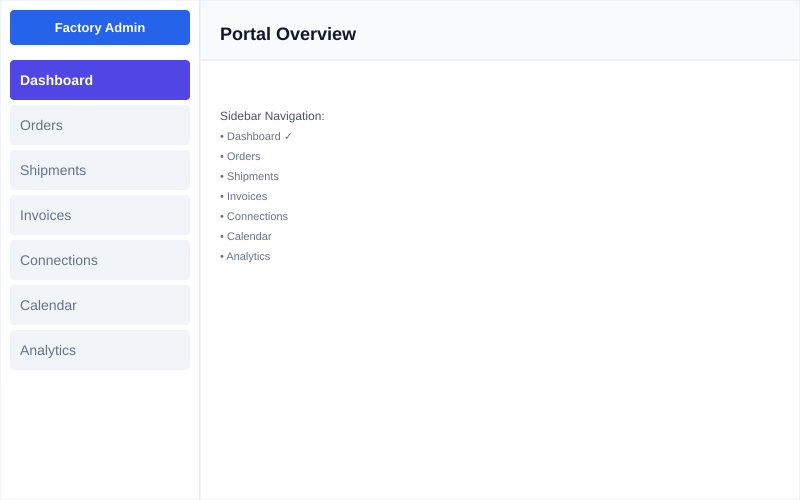 Factory Admin
Dashboard
Orders
Shipments
Invoices
Connections
Calendar
Analytics
Portal Overview
Sidebar Navigation:
• Dashboard ✓
• Orders
• Shipments
• Invoices
• Connections
• Calendar
• Analytics